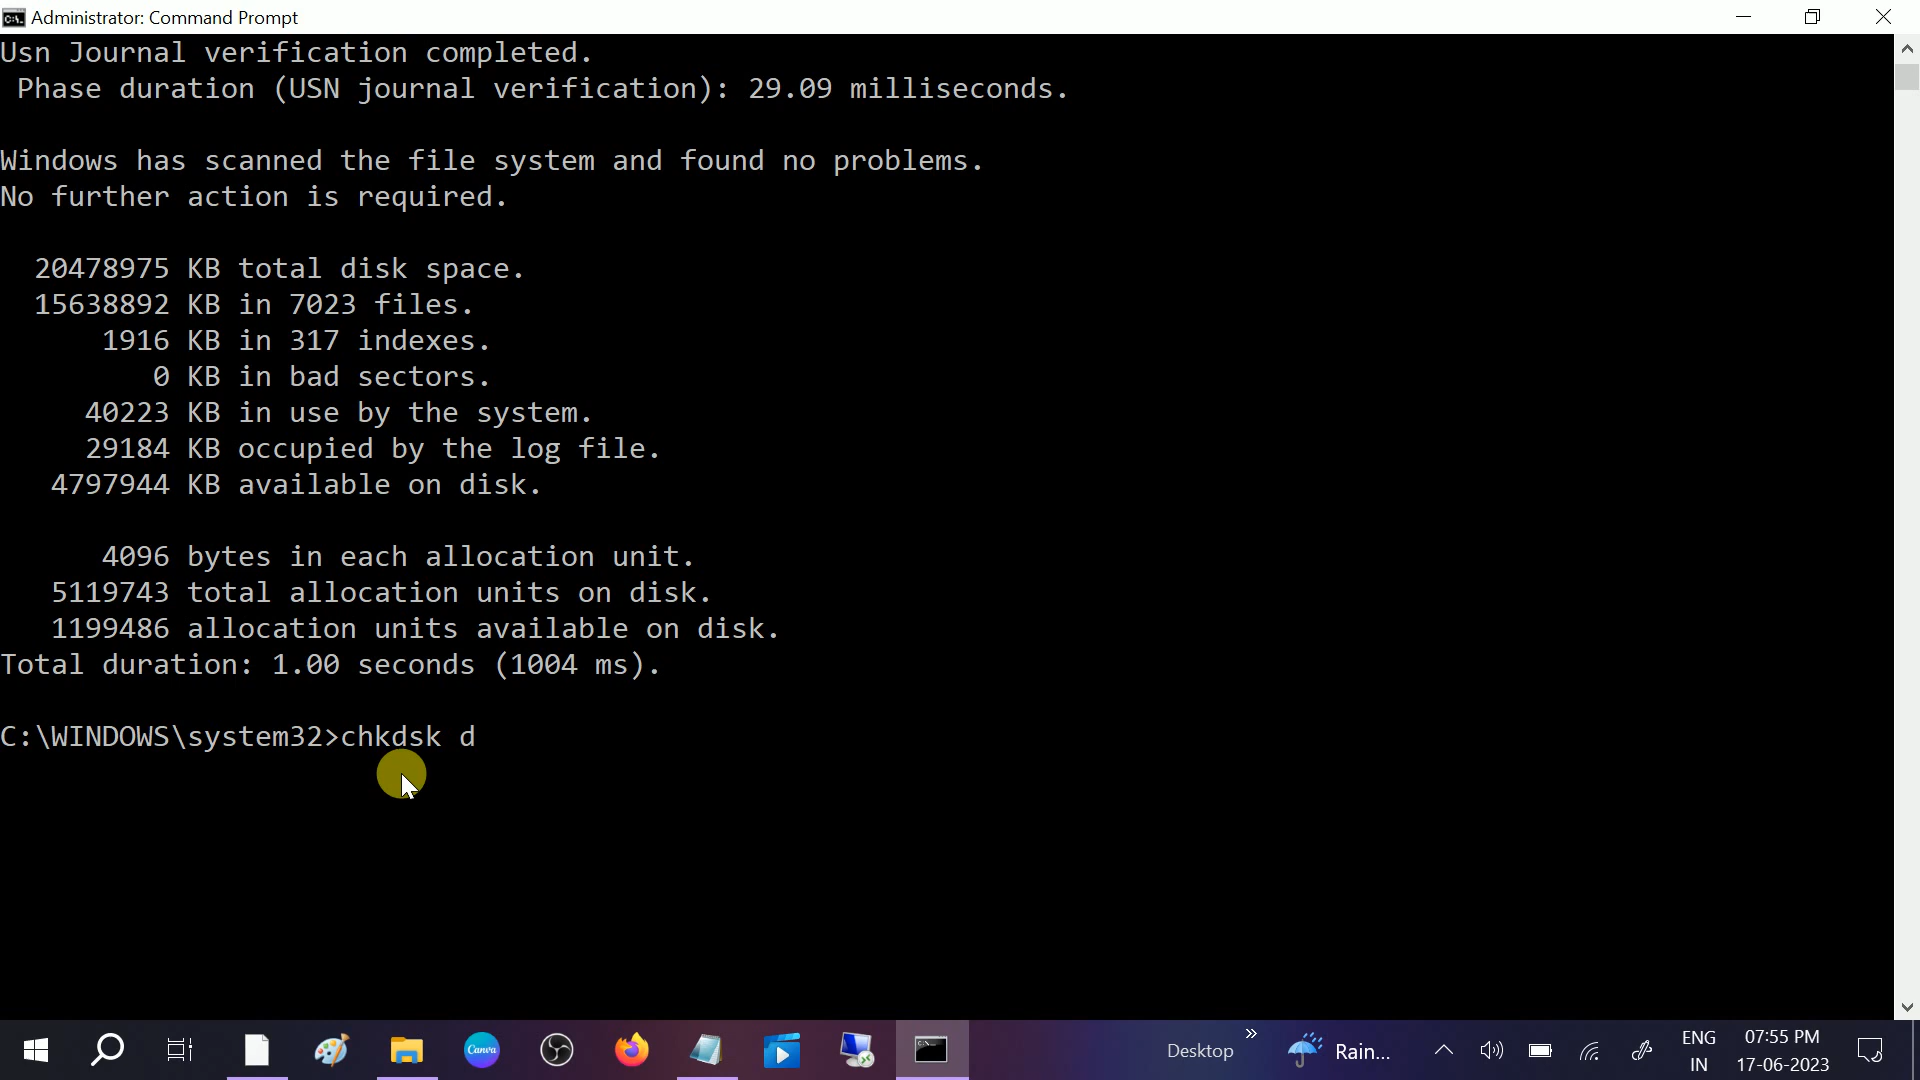 Administrator: Command Prompt
Usn Journal verification completed.
Phase duration (USN journal verification): 29.09 milliseconds.
Windows has scanned the file system and found no problems.
No further action is required.
20478975 KB total disk space.
15638892 KB in 7023 files.
1916 KB in 317 indexes.
0 KB in bad sectors.
40223 KB in use by the system.
29184 KB occupied by the log file.
4797944 KB available on disk.
4096 bytes in each allocation unit.
5119743 total allocation units on disk.
1199486 allocation units available on disk.
Total duration: 1.00 seconds (1004 ms).
C:\WINDOWS\system32>chkdsk d
Canva
Desktop
Rain...
ENG
IN
07:55 PM
17-06-2023